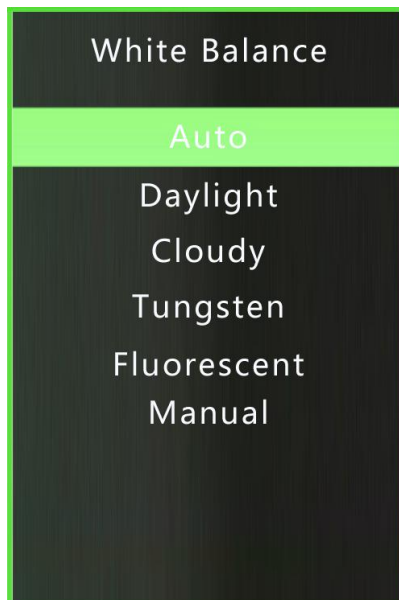 White Balance
Auto
Daylight
Cloudy
Tungsten
Fluorescent
Manual